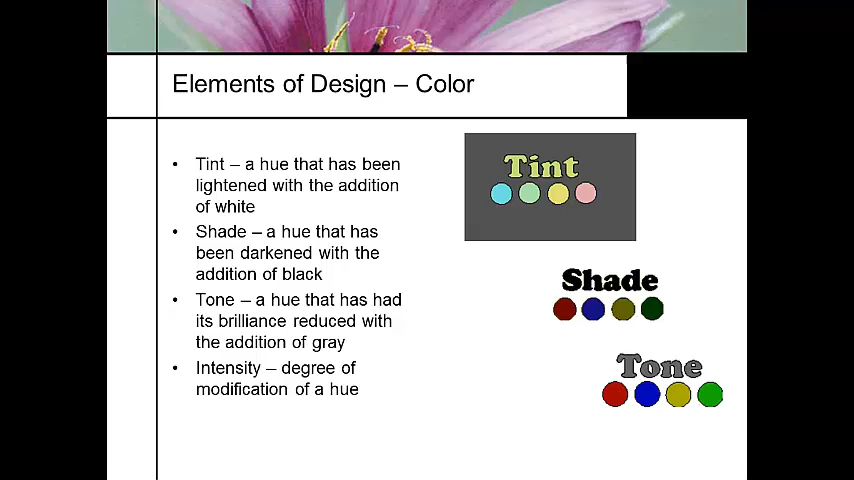 Elements of Design – Color
• Tint – a hue that has been
lightened with the addition
of white
• Shade – a hue that has
been darkened with the
addition of black
• Tone – a hue that has had
its brilliance reduced with
the addition of gray
• Intensity – degree of
modification of a hue
Tint
Shade
Tone